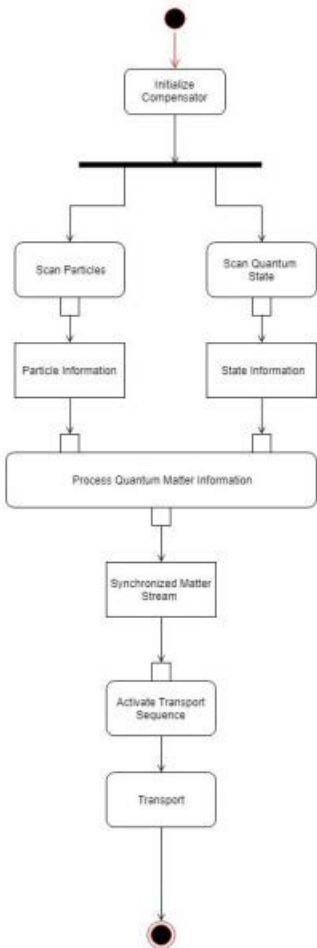 Initialize
Compensator
Scan Particles
Scan Quantum
State
Particle Information
State Information
Process Quantum Matter Information
Synchronized Matter
Stream
Activate Transport
Sequence
Transport